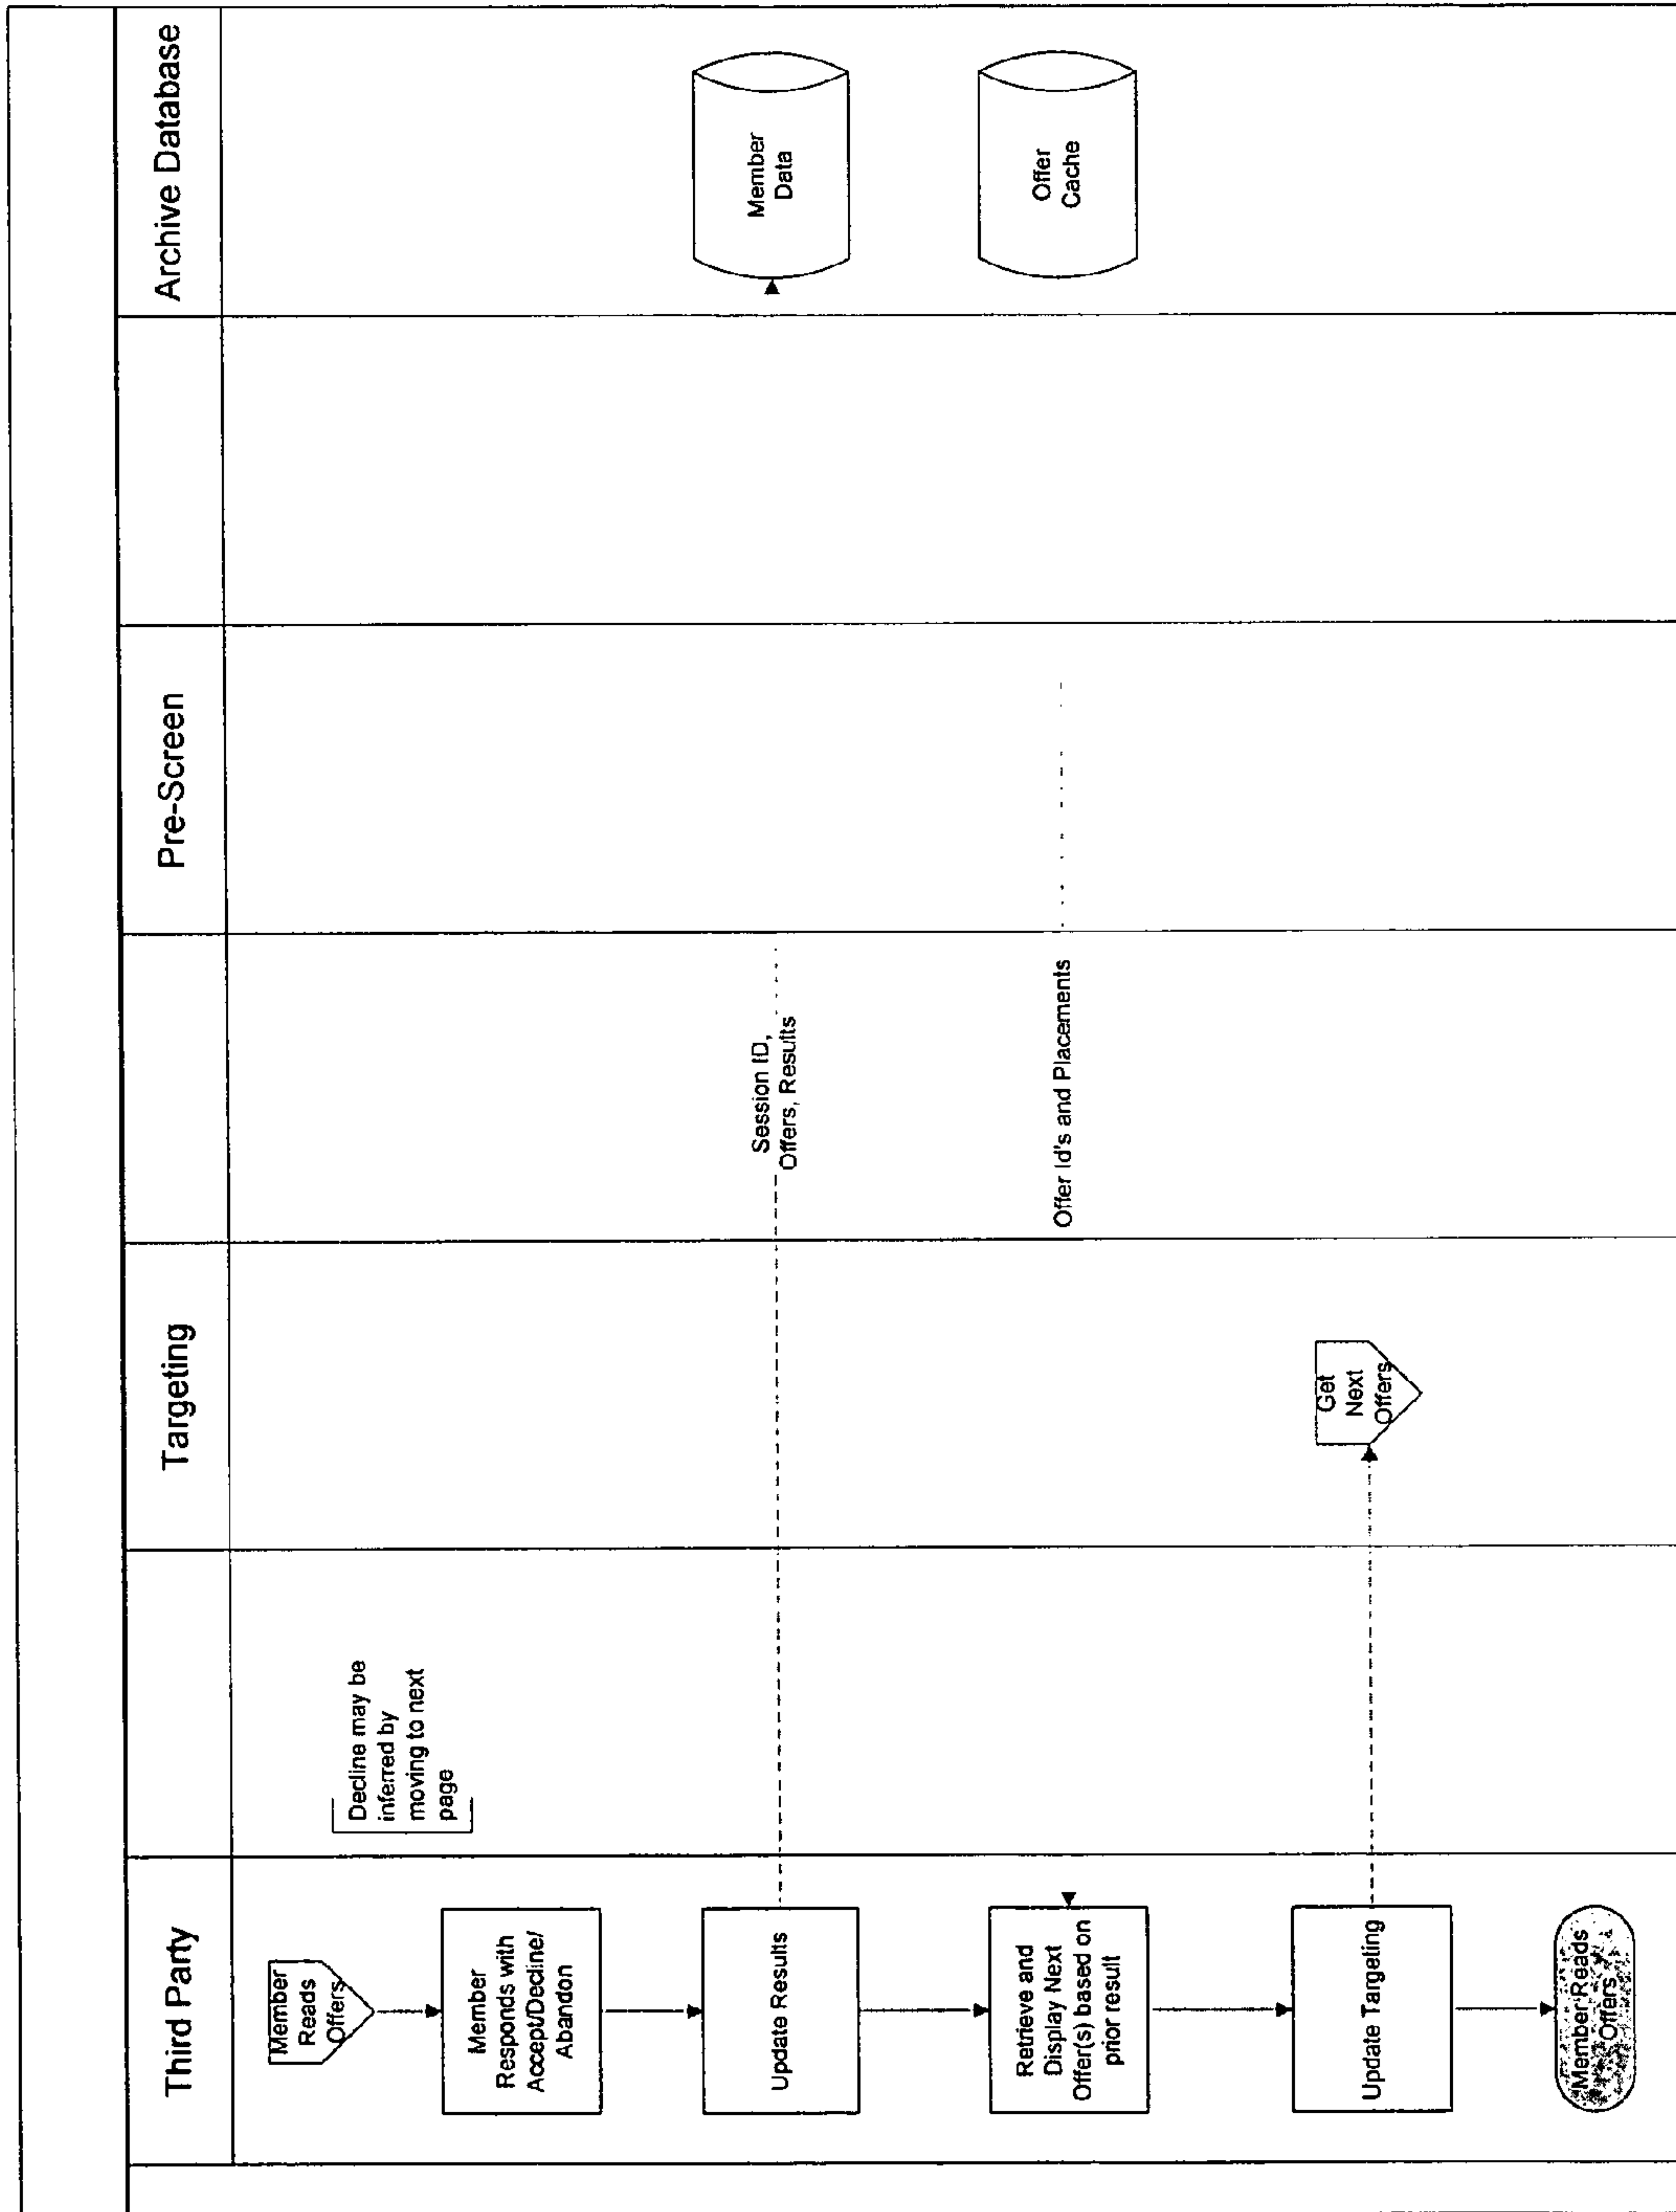 Third Party
Targeting
Pre-Screen
Archive Database
Member
Reads
Offers
Decline may be
inferred by
moving to next
page
Member
Responds with
Accept/Decline/
Abandon
Update Results
Session ID,
Offers, Results
Member
Data
Retrieve and
Display Next
Offer(s) based on
prior result
Offer Id's and Placements
Offer
Cache
Update Targeting
Get
Next
Offers
Member Reads
Offers